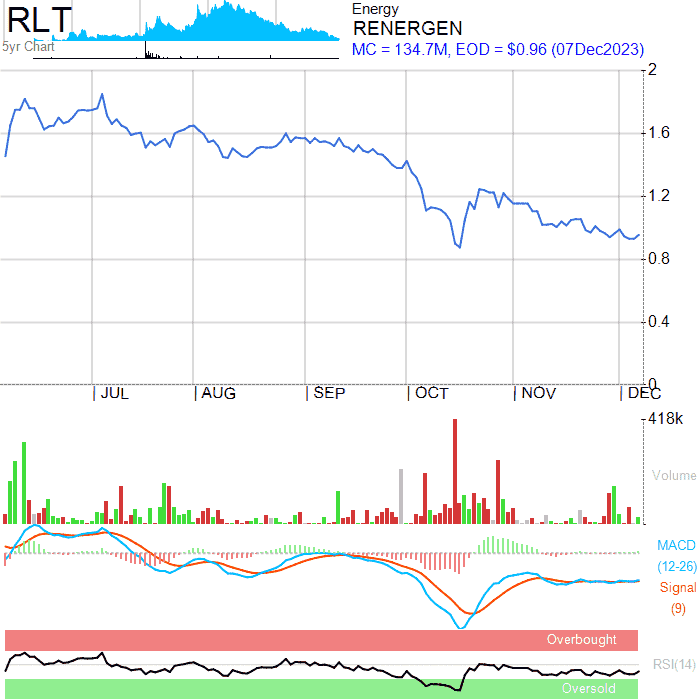 RLT
5yr Chart
Energy
RENERGEN
MC = 134.7M, EOD = $0.96 (07Dec2023)
2
1.6
1.2
0.8
0.4
0
JUL AUG SEP OCT NOV DEC
418k
Volume
MACD
(12-26)
Signal
(9)
Overbought
RSI(14)
Oversold